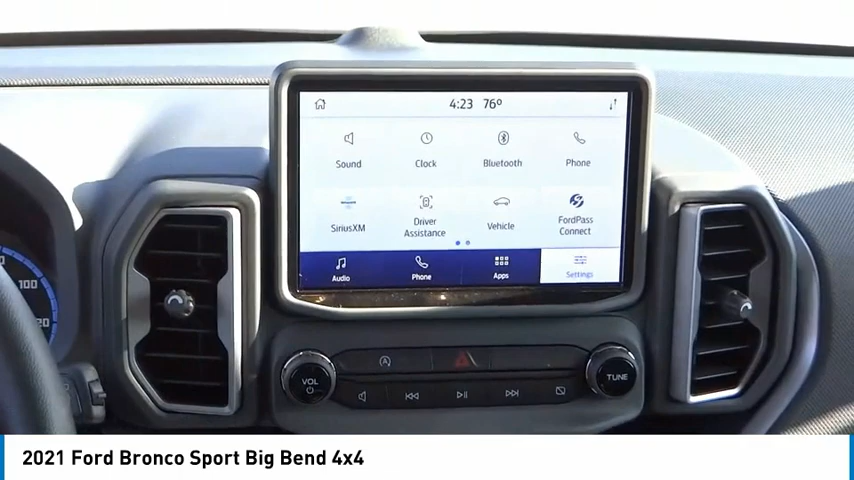 4:23 76°
Sound Clock Bluetooth Phone
SiriusXM Driver Assistance Vehicle FordPass Connect
Audio Phone Apps Settings
100
VOL
TUNE
2021 Ford Bronco Sport Big Bend 4x4